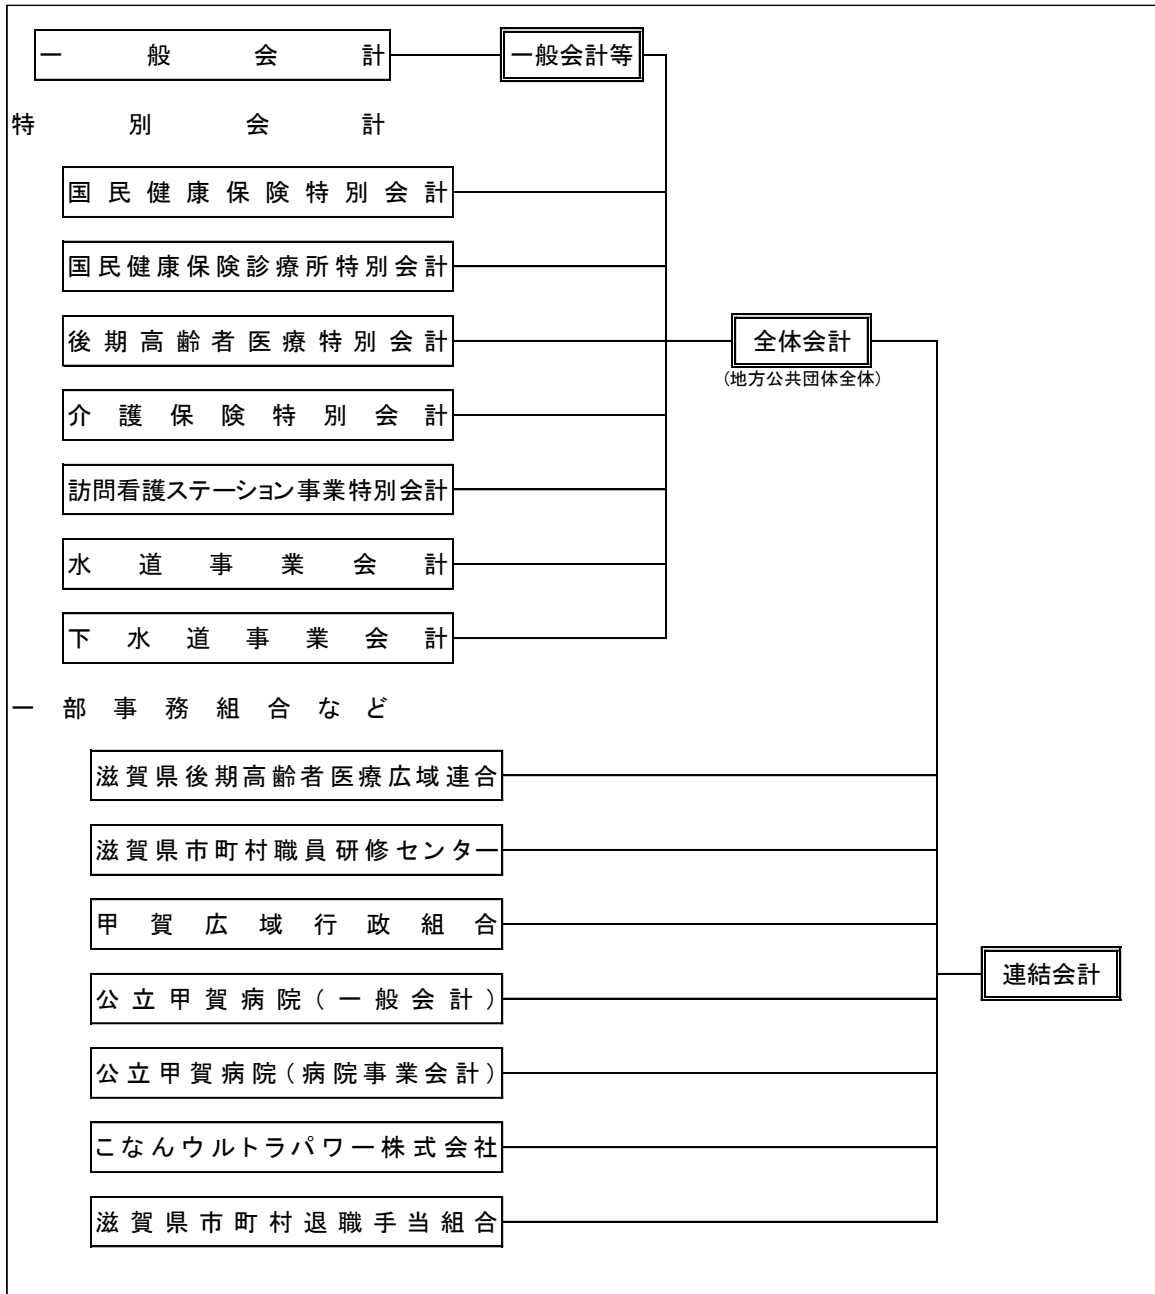 一般会計
一般会計等
特別会計
国民健康保険特別会計
国民健康保険診療所特別会計
後期高齢者医療特別会計
全体会計
(地方公共団体全体)
介護保険特別会計
訪問看護ステーション事業特別会計
水道事業会計
下水道事業会計
一部事務組合など
滋賀県後期高齢者医療広域連合
滋賀県市町村職員研修センター
甲賀広域行政組合
連結会計
公立甲賀病院(一般会計)
公立甲賀病院(病院事業会計)
こなんウルトラパワー株式会社
滋賀県市町村退職手当組合